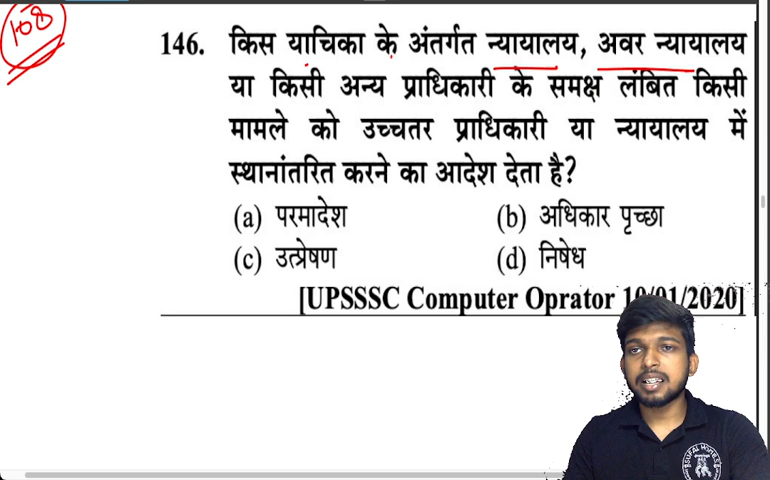 108
146. किस याचिका के अंतर्गत न्यायालय, अवर न्यायालय
या किसी अन्य प्राधिकारी के समक्ष लंबित किसी
मामले को उच्चतर प्राधिकारी या न्यायालय में
स्थानांतरित करने का आदेश देता है?
(a) परमादेश (b) अधिकार पृच्छा
(c) उत्प्रेषण (d) निषेध
[UPSSSC Computer Oprator 10/01/2020]